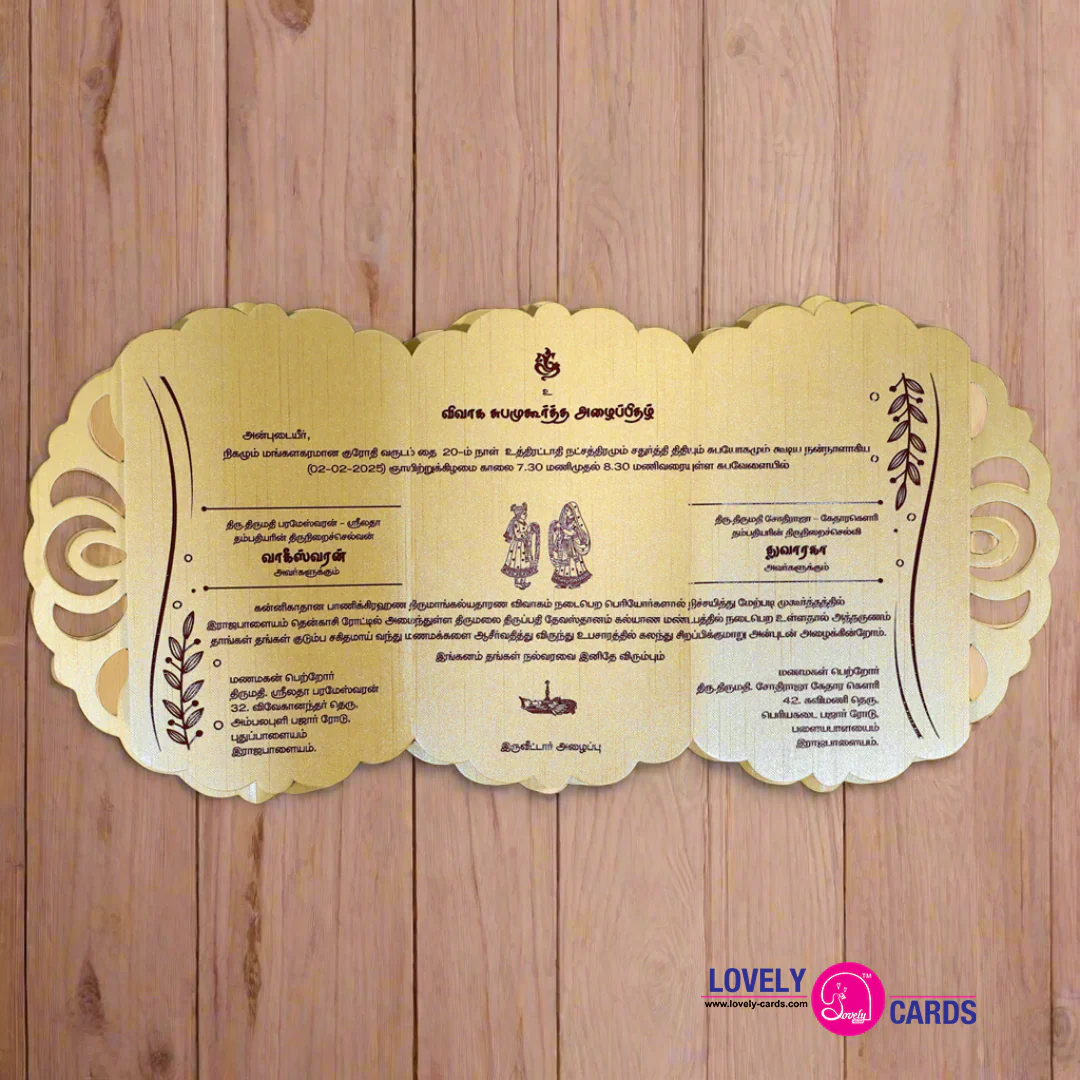 உ
விவாக சுபமுகூர்த்த அழைப்பிதழ்
அன்புடையீர்,
நிகழும் மங்களகரமான குரோதி வருடம் தை 20-ம் நாள் உத்திரட்டாதி நட்சத்திரமும் சதுர்த்தி திதியும் சுபயோகமும் கூடிய நன்நாளாகிய
(02-02-2025) ஞாயிற்றுக்கிழமை காலை 7.30 மணிமுதல் 8.30 மணிவரையுள்ள சுபவேளையில்
திரு.திருமதி பரமேஸ்வரன் - ஸ்ரீலதா
தம்பதியரின் திருநிறைச்செல்வன்
வாகீஸ்வரன்
அவர்களுக்கும்
திரு.திருமதி சோதிராஜா - கேதாரகௌரி
தம்பதியரின் திருநிறைச்செல்வி
துவாரகா
அவர்களுக்கும்
கன்னிகாதான பாணிக்கிரஹண திருமாங்கல்யதாரண விவாகம் நடைபெற பெரியோர்களால் நிச்சயித்து மேற்படி முகூர்த்தத்தில்
இராஜபாளையம் தென்காசி ரோட்டில் அமைந்துள்ள திருமலை திருப்பதி தேவஸ்தானம் கல்யாண மண்டபத்தில் நடைபெற உள்ளதால் அத்தருணம்
தாங்கள் தங்கள் குடும்ப சகிதமாய் வந்து மணமக்களை ஆசீர்வதித்து விருந்து உபசாரத்தில் கலந்து சிறப்பிக்குமாறு அன்புடன் அழைக்கின்றோம்.
இங்கனம் தங்கள் நல்வரவை இனிதே விரும்பும்
மணமகன் பெற்றோர்
திருமதி. ஸ்ரீலதா பரமேஸ்வரன்
32. விவேகானந்தர் தெரு,
அம்பலபுளி பஜார் ரோடு,
புதுப்பாளையம்
இராஜபாளையம்.
மணமகன் பெற்றோர்
திரு.திருமதி. சோதிராஜா கேதார கௌரி
42. கவிமணி தெரு,
பெரியகடை பஜார் ரோடு,
பளையபாளையம்
இராஜபாளையம்.
இருவீட்டார் அழைப்பு
LOVELY
www.lovely-cards.com
Lovely
TM
CARDS